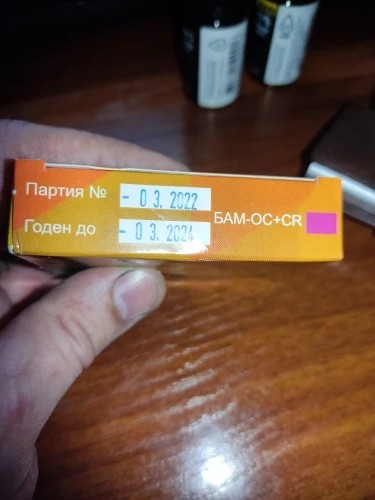 Партия № - 0 3. 2022
Годен до - 0 3. 2024
БАМ-ОС+CR